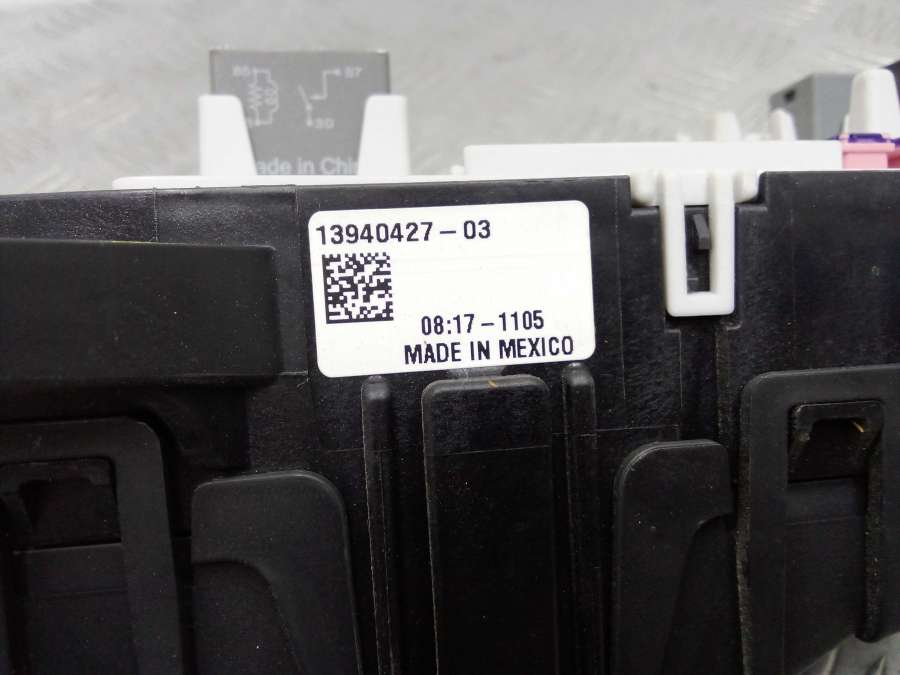 85
87
30
ade in Chi
13940427-03
08:17-1105
MADE IN MEXICO